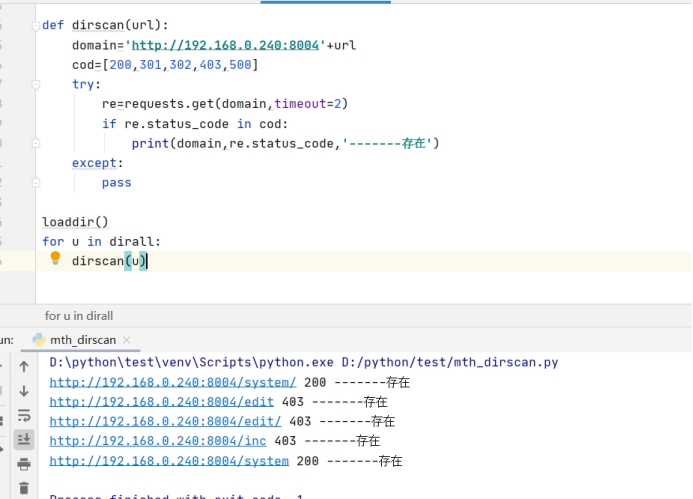 def dirscan(url):
domain='http://192.168.0.240:8004'+url
cod=[200,301,302,403,500]
try:
re=requests.get(domain,timeout=2)
if re.status_code in cod:
print(domain,re.status_code,'-------存在')
except:
pass
loaddir()
for u in dirall:
dirscan(u)
for u in dirall
un: mth_dirscan
D:\python\test\venv\Scripts\python.exe D:/python/test/mth_dirscan.py
http://192.168.0.240:8004/system/ 200 -------存在
http://192.168.0.240:8004/edit 403 -------存在
http://192.168.0.240:8004/edit/ 403 -------存在
http://192.168.0.240:8004/inc 403 -------存在
http://192.168.0.240:8004/system 200 -------存在
Process finished with exit code